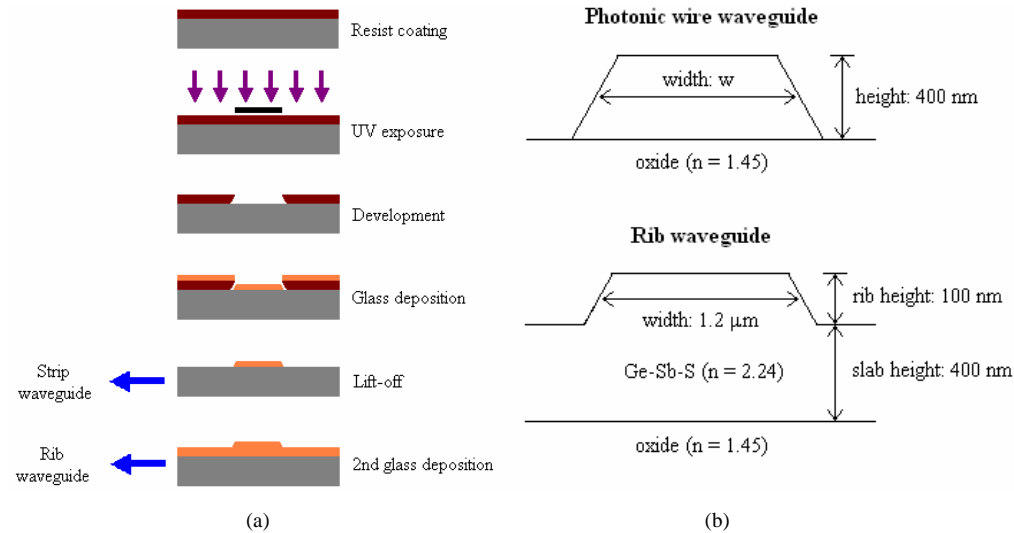 Resist coating
UV exposure
Development
Glass deposition
Strip
waveguide
Lift-off
Rib
waveguide
2nd glass deposition
(a)
Photonic wire waveguide
width: w
height: 400 nm
oxide (n = 1.45)
Rib waveguide
rib height: 100 nm
width: 1.2 μm
Ge-Sb-S (n = 2.24)
slab height: 400 nm
oxide (n = 1.45)
(b)